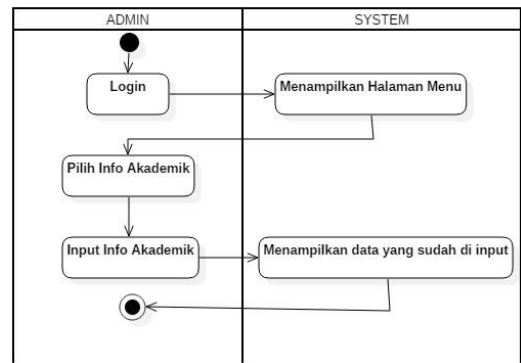 ADMIN
SYSTEM
Login
Menampilkan Halaman Menu
Pilih Info Akademik
Input Info Akademik
Menampilkan data yang sudah di input